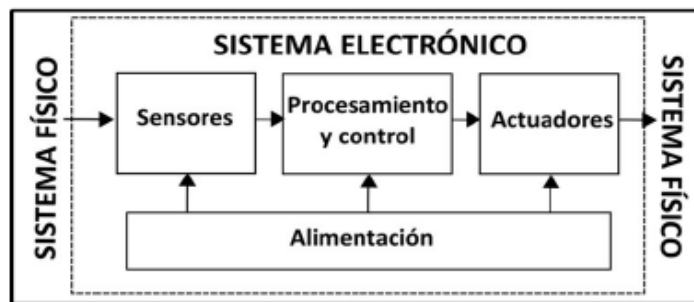 SISTEMA ELECTRÓNICO
SISTEMA FÍSICO
Sensores
Procesamiento
y control
Actuadores
SISTEMA FÍSICO
Alimentación